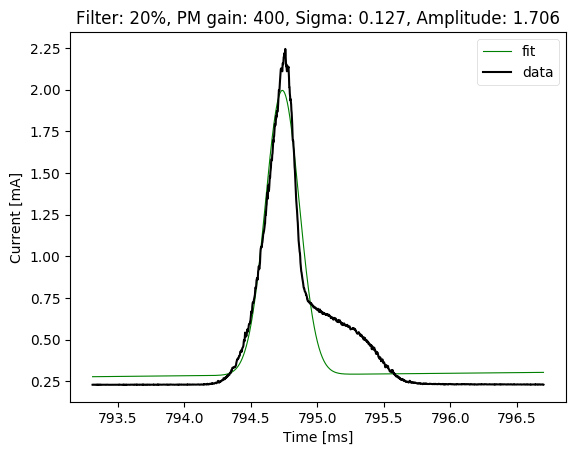 Filter: 20%, PM gain: 400, Sigma: 0.127, Amplitude: 1.706
fit
data
2.25
2.00
1.75
1.50
1.25
1.00
0.75
0.50
0.25
Current [mA]
793.5 794.0 794.5 795.0 795.5 796.0 796.5
Time [ms]